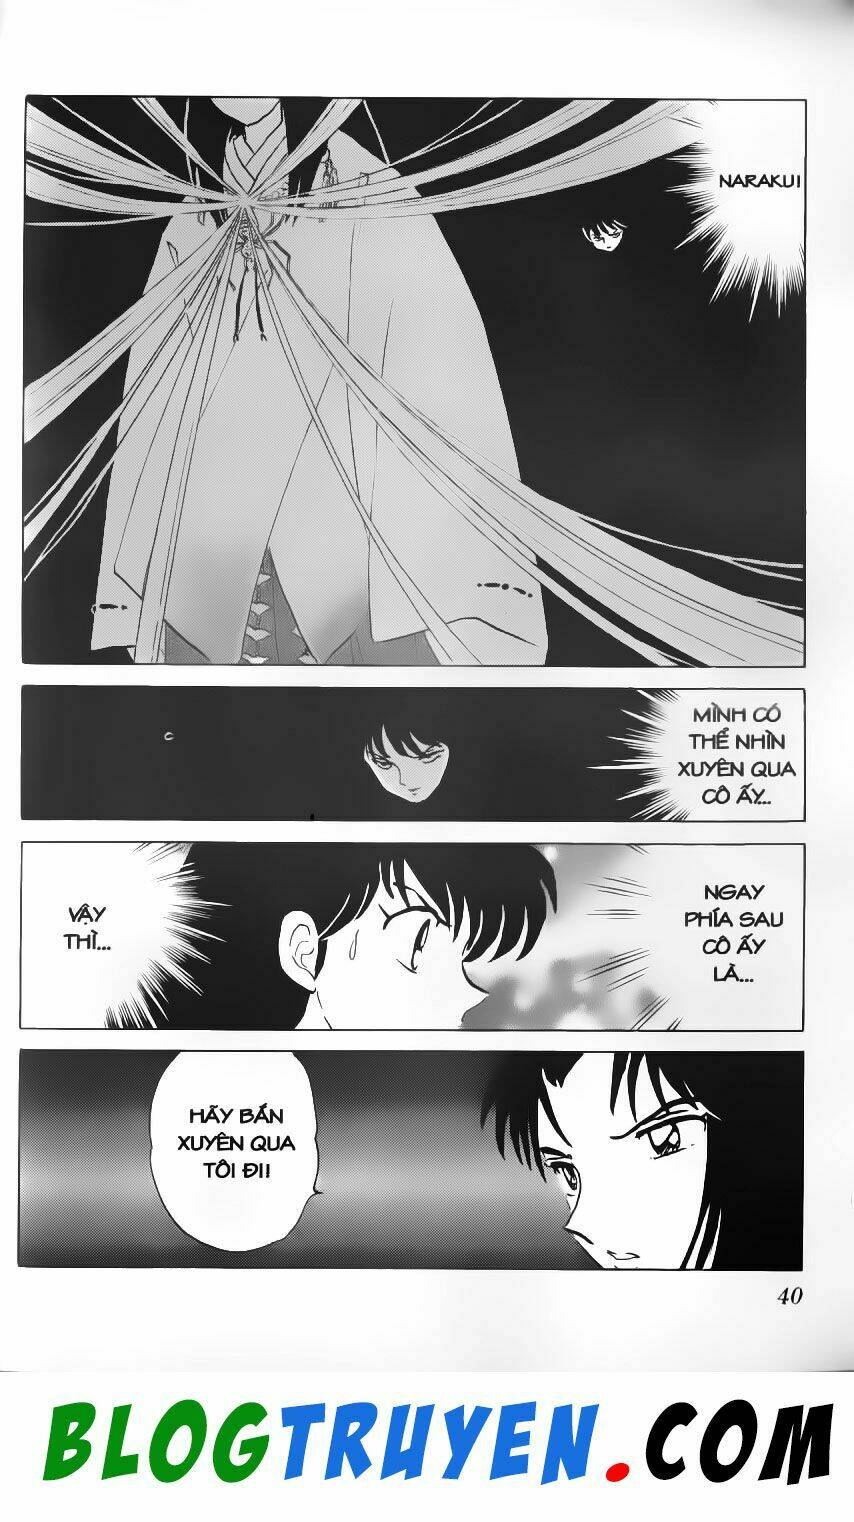 NARAKU!
MÌNH CÓ
THỂ NHÌN
XUYÊN QUA
CÔ ẤY...
NGAY
PHÍA SAU
CÔ ẤY
LÀ...
VẬY
THÌ...
HÃY BẮN
XUYÊN QUA
TÔI ĐI!
40
BLOGTRUYEN.COM